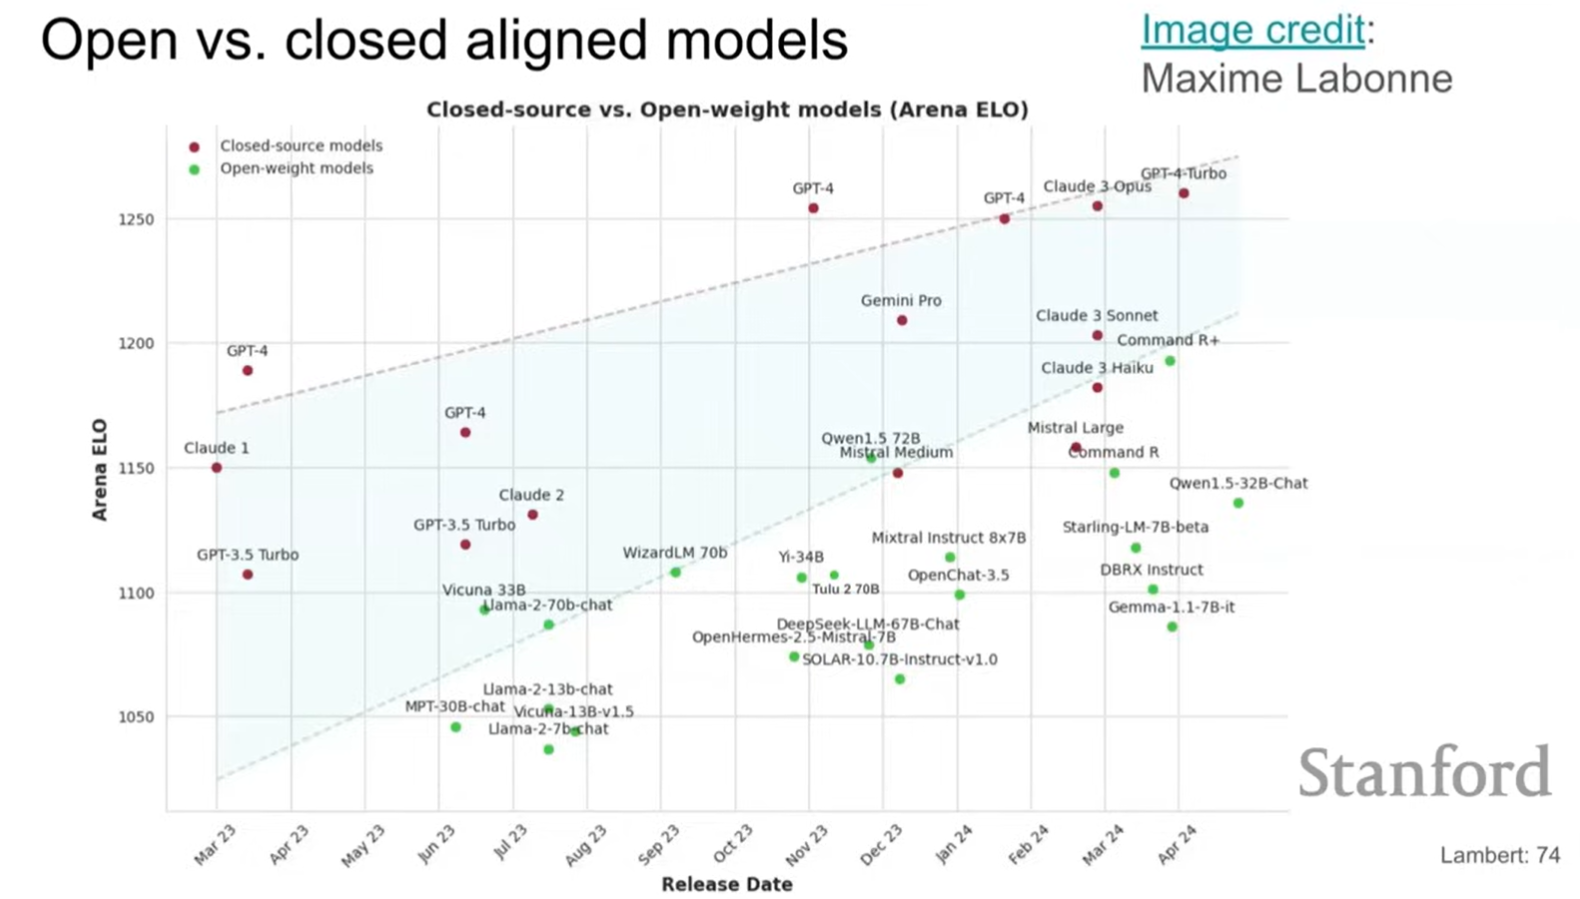 Open vs. closed aligned models
Image credit:
Maxime Labonne
Closed-source vs. Open-weight models (Arena ELO)
Closed-source models
Open-weight models
GPT-4
GPT-4
Claude 3 Opus
GPT-4-Turbo
1250
Gemini Pro
Claude 3 Sonnet
1200
Command R+
GPT-4
Claude 3 Haiku
GPT-4
Mistral Large
Claude 1
Qwen1.5 72B
Mistral Medium
Command R
1150
Qwen1.5-32B-Chat
Claude 2
GPT-3.5 Turbo
Starling-LM-7B-beta
Mixtral Instruct 8x7B
GPT-3.5 Turbo
WizardLM 70b
Yi-34B
DBRX Instruct
OpenChat-3.5
Vicuna 33B
Tulu 2 70B
1100
Llama-2-70b-chat
Gemma-1.1-7B-it
DeepSeek-LLM-67B-Chat
OpenHermes-2.5-Mistral-7B
SOLAR-10.7B-Instruct-v1.0
Llama-2-13b-chat
MPT-30B-chat
Vicuna-13B-v1.5
1050
Llama-2-7b-chat
Arena ELO
Mar 23
Apr 23
May 23
Jun 23
Jul 23
Aug 23
Sep 23
Oct 23
Nov 23
Dec 23
Jan 24
Feb 24
Mar 24
Apr 24
Release Date
Stanford
Lambert: 74